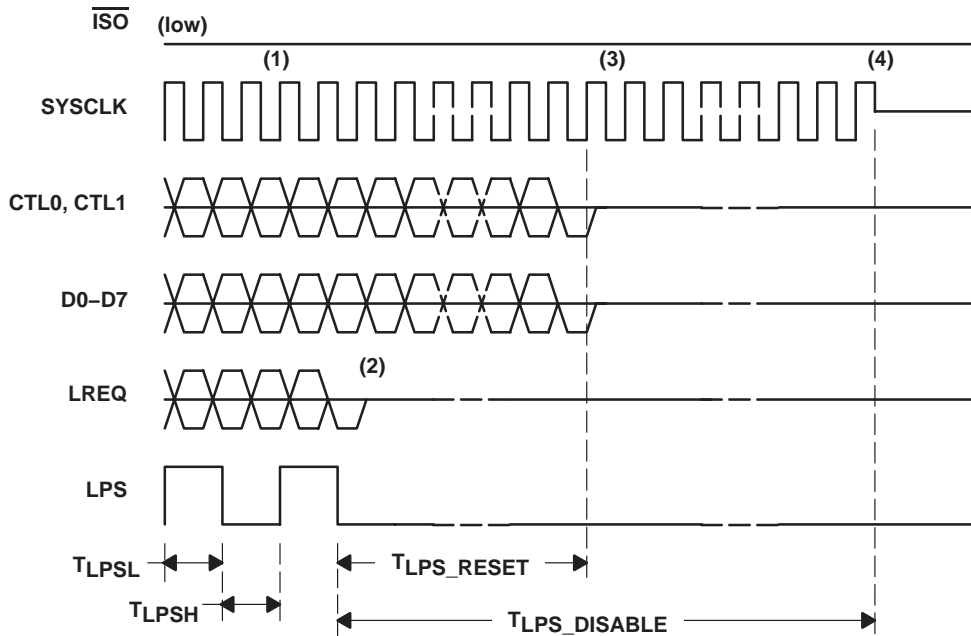 ISO (low)
(1) (3) (4)
SYSCLK
CTL0, CTL1
D0–D7
(2)
LREQ
LPS
TLPSL TLPS_RESET
TLPSH TLPS_DISABLE